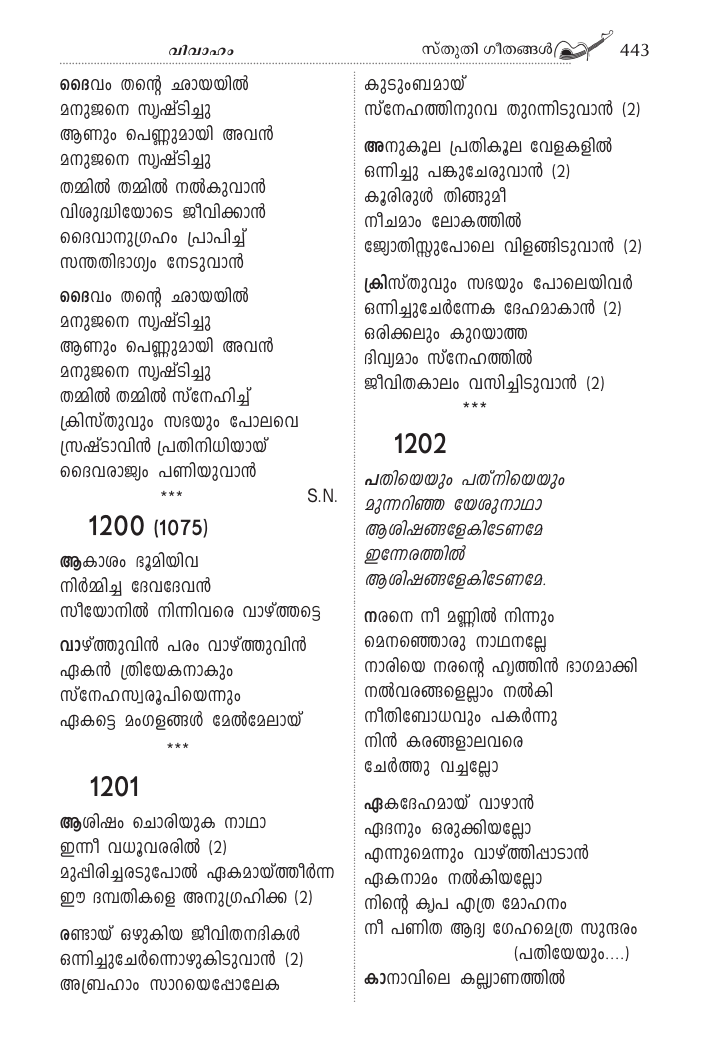 വിവാഹം
സ്തുതി ഗീതങ്ങൾ 443
ദൈവം തന്റെ ഛായയിൽ
മനുജനെ സൃഷ്ടിച്ചു
ആണും പെണ്ണുമായി അവൻ
മനുജനെ സൃഷ്ടിച്ചു
തമ്മിൽ തമ്മിൽ നൽകുവാൻ
വിശുദ്ധിയോടെ ജീവിക്കാൻ
ദൈവാനുഗ്രഹം പ്രാപിച്ച്
സന്തതിഭാഗ്യം നേടുവാൻ
ദൈവം തന്റെ ഛായയിൽ
മനുജനെ സൃഷ്ടിച്ചു
ആണും പെണ്ണുമായി അവൻ
മനുജനെ സൃഷ്ടിച്ചു
തമ്മിൽ തമ്മിൽ സ്നേഹിച്ച്
ക്രിസ്തുവും സഭയും പോലവെ
സ്രഷ്ടാവിൻ പ്രതിനിധിയായ്
ദൈവരാജ്യം പണിയുവാൻ
*** S.N.
1200 (1075)
ആകാശം ഭൂമിയിവ
നിർമ്മിച്ച ദേവദേവൻ
സീയോനിൽ നിന്നിവരെ വാഴ്ത്തട്ടെ
വാഴ്ത്തുവിൻ പരം വാഴ്ത്തുവിൻ
ഏകൻ ത്രിയേകനാകും
സ്നേഹസ്വരൂപിയെന്നും
ഏകട്ടെ മംഗളങ്ങൾ മേൽമേലായ്
***
1201
ആശിഷം ചൊരിയുക നാഥാ
ഇന്നീ വധൂവരരിൽ (2)
മുപ്പിരിച്ചരടുപോൽ ഏകമായ്ത്തീർന്ന
ഈ ദമ്പതികളെ അനുഗ്രഹിക്ക (2)
രണ്ടായ് ഒഴുകിയ ജീവിതനദികൾ
ഒന്നിച്ചുചേർന്നൊഴുകിടുവാൻ (2)
അബ്രഹാം സാറയെപ്പോലേക
കുടുംബമായ്
സ്നേഹത്തിനുറവ തുറന്നിടുവാൻ (2)
അനുകൂല പ്രതികൂല വേളകളിൽ
ഒന്നിച്ചു പങ്കുചേരുവാൻ (2)
കൂരിരുൾ തിങ്ങുമീ
നീചമാം ലോകത്തിൽ
ജ്യോതിസ്സുപോലെ വിളങ്ങിടുവാൻ (2)
ക്രിസ്തുവും സഭയും പോലെയിവർ
ഒന്നിച്ചുചേർന്നേക ദേഹമാകാൻ (2)
ഒരിക്കലും കുറയാത്ത
ദിവ്യമാം സ്നേഹത്തിൽ
ജീവിതകാലം വസിച്ചിടുവാൻ (2)
***
1202
പതിയെയും പത്നിയെയും
മുന്നറിഞ്ഞ യേശുനാഥാ
ആശിഷങ്ങളേകിടേണമേ
ഇന്നേരത്തിൽ
ആശിഷങ്ങളേകിടേണമേ.
നരനെ നീ മണ്ണിൽ നിന്നും
മെനഞ്ഞൊരു നാഥനല്ലേ
നാരിയെ നരന്റെ ഹൃത്തിൻ ഭാഗമാക്കി
നൽവരങ്ങളെല്ലാം നൽകി
നീതിബോധവും പകർന്നു
നിൻ കരങ്ങളാലവരെ
ചേർത്തു വച്ചല്ലോ
ഏകദേഹമായ് വാഴാൻ
ഏദനും ഒരുക്കിയല്ലോ
എന്നുമെന്നും വാഴ്ത്തിപ്പാടാൻ
ഏകനാമം നൽകിയല്ലോ
നിന്റെ കൃപ എത്ര മോഹനം
നീ പണിത ആദ്യ ഗേഹമെത്ര സുന്ദരം
(പതിയേയും....)
കാനാവിലെ കല്ല്യാണത്തിൽ